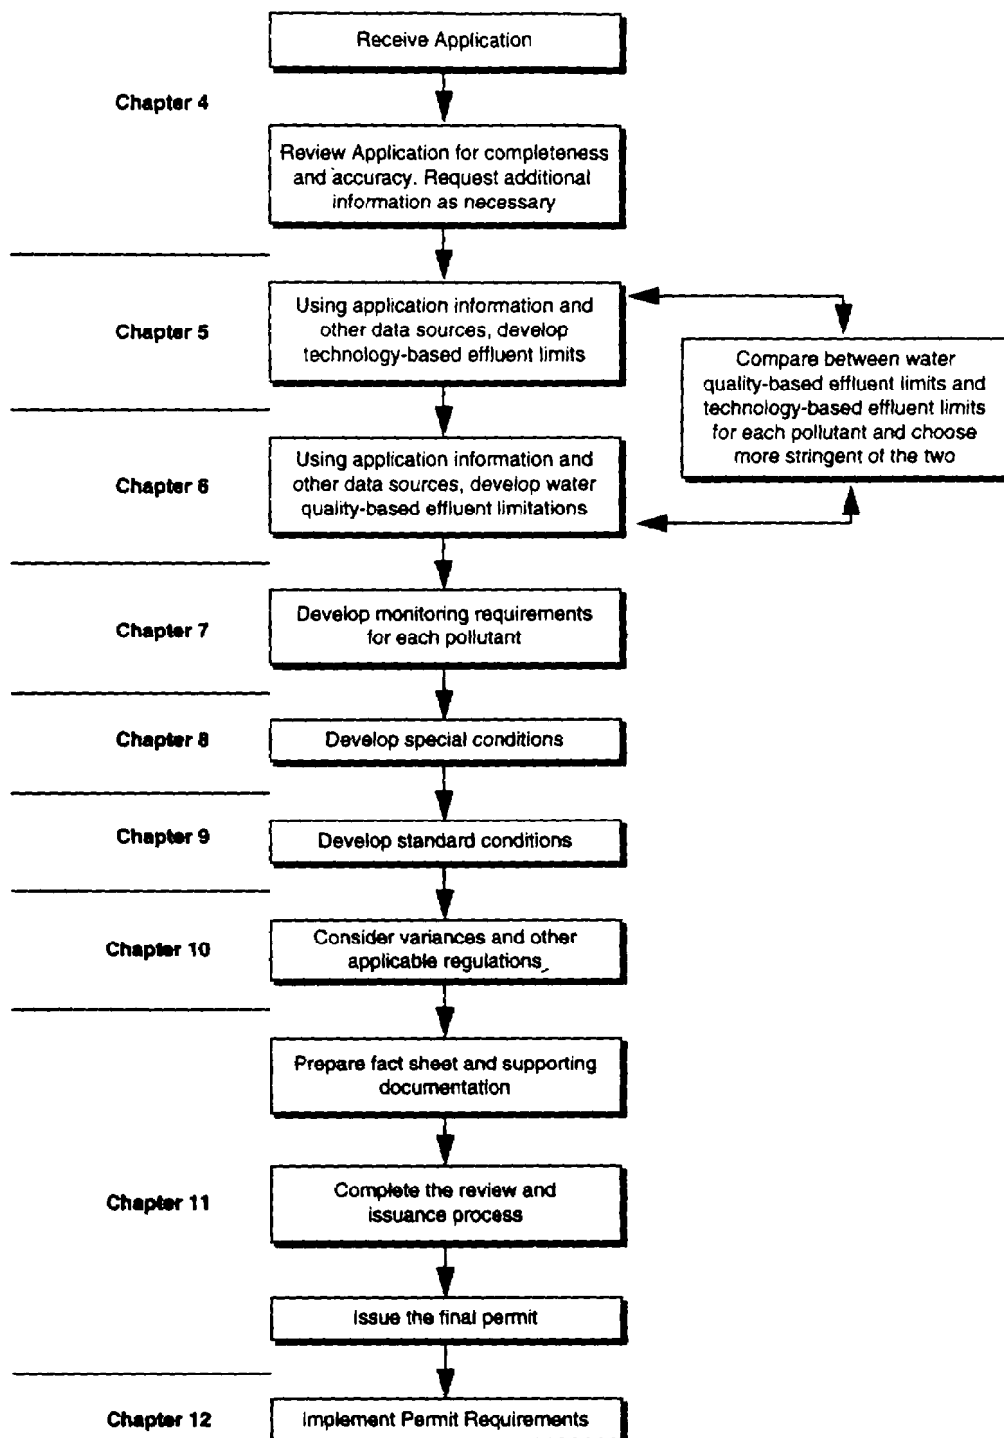 Receive Application
Chapter 4
Review Application for completeness
and accuracy. Request additional
information as necessary
Chapter 5
Using application information and
other data sources, develop
technology-based effluent limits
Compare between water
quality-based effluent limits and
technology-based effluent limits
for each pollutant and choose
more stringent of the two
Chapter 6
Using application information and
other data sources, develop water
quality-based effluent limitations
Chapter 7
Develop monitoring requirements
for each pollutant
Chapter 8
Develop special conditions
Chapter 9
Develop standard conditions
Chapter 10
Consider variances and other
applicable regulations
Prepare fact sheet and supporting
documentation
Chapter 11
Complete the review and
issuance process
Issue the final permit
Chapter 12
Implement Permit Requirements